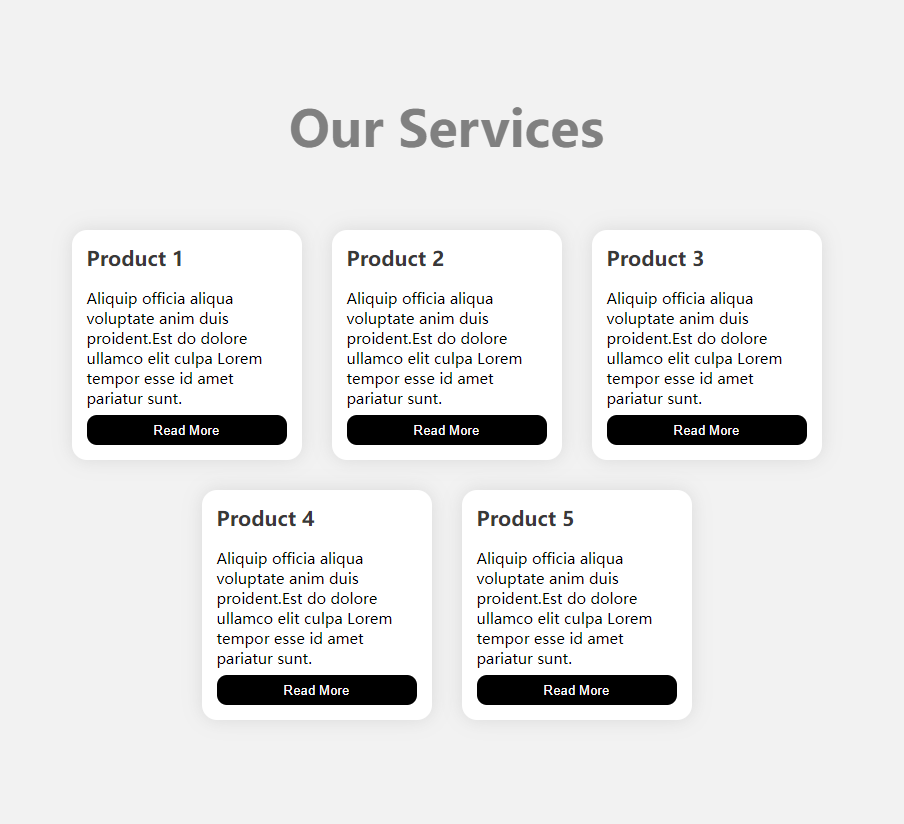 Our Services
Product 1
Aliquip officia aliqua
voluptate anim duis
proident.Est do dolore
ullamco elit culpa Lorem
tempor esse id amet
pariatur sunt.
Read More
Product 2
Aliquip officia aliqua
voluptate anim duis
proident.Est do dolore
ullamco elit culpa Lorem
tempor esse id amet
pariatur sunt.
Read More
Product 3
Aliquip officia aliqua
voluptate anim duis
proident.Est do dolore
ullamco elit culpa Lorem
tempor esse id amet
pariatur sunt.
Read More
Product 4
Aliquip officia aliqua
voluptate anim duis
proident.Est do dolore
ullamco elit culpa Lorem
tempor esse id amet
pariatur sunt.
Read More
Product 5
Aliquip officia aliqua
voluptate anim duis
proident.Est do dolore
ullamco elit culpa Lorem
tempor esse id amet
pariatur sunt.
Read More